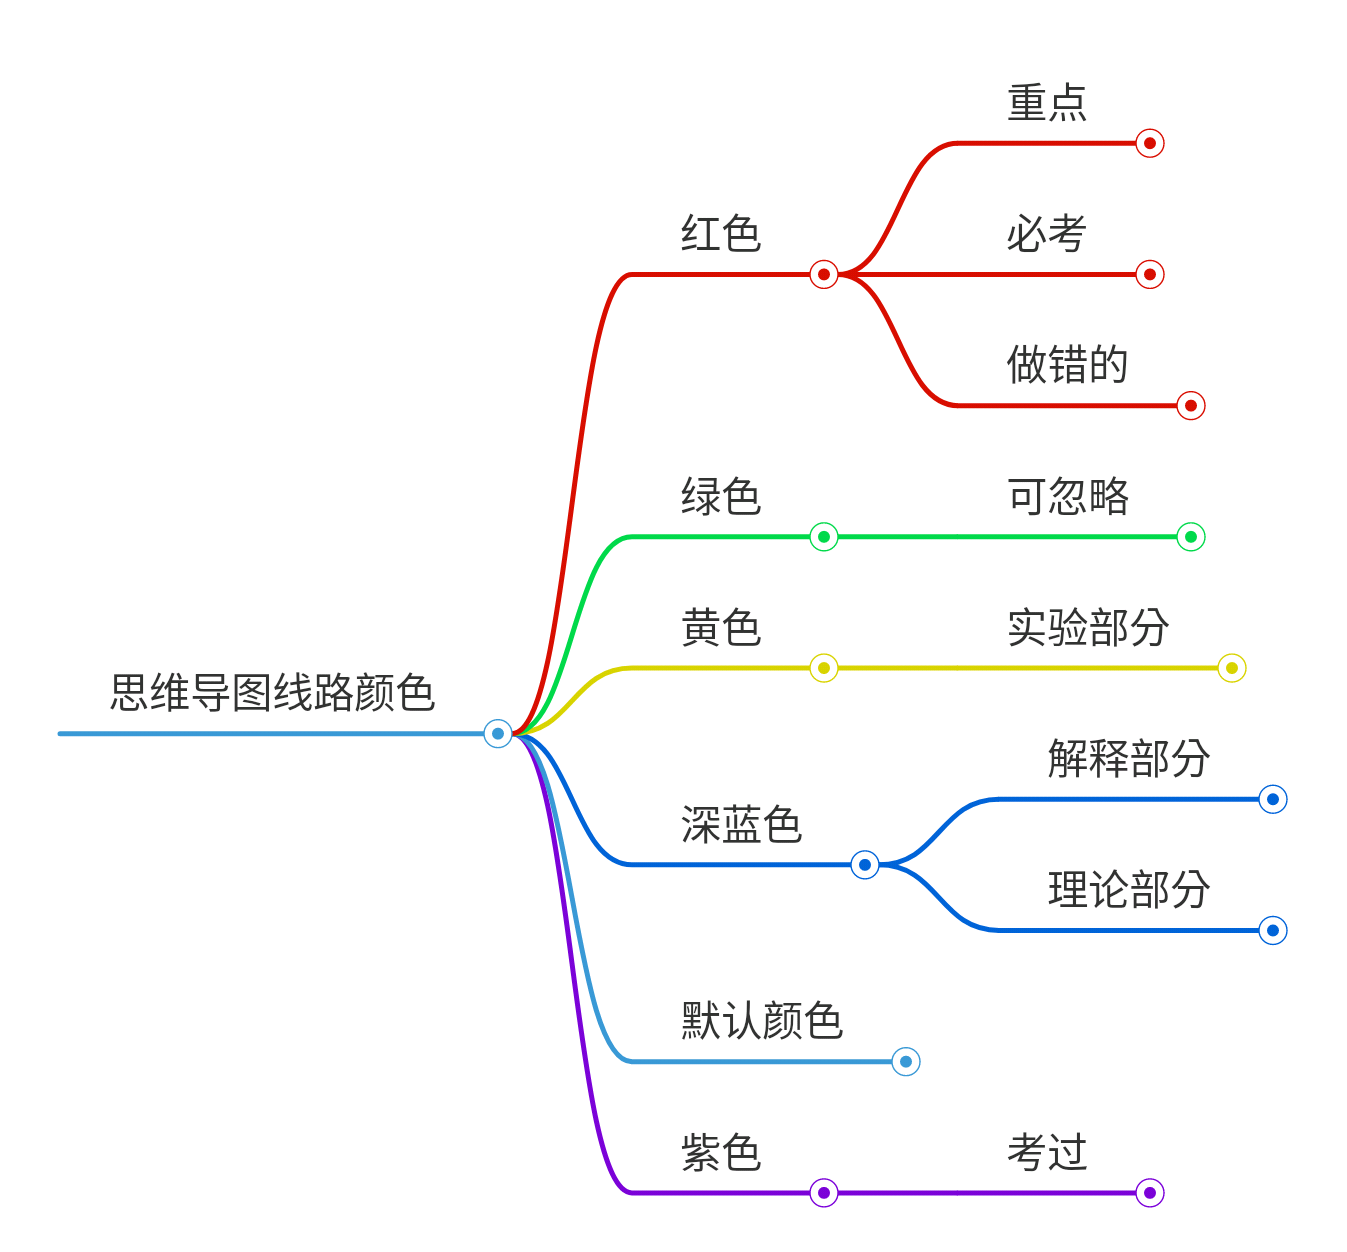 思维导图线路颜色
红色
重点
必考
做错的
绿色
可忽略
黄色
实验部分
深蓝色
解释部分
理论部分
默认颜色
紫色
考过